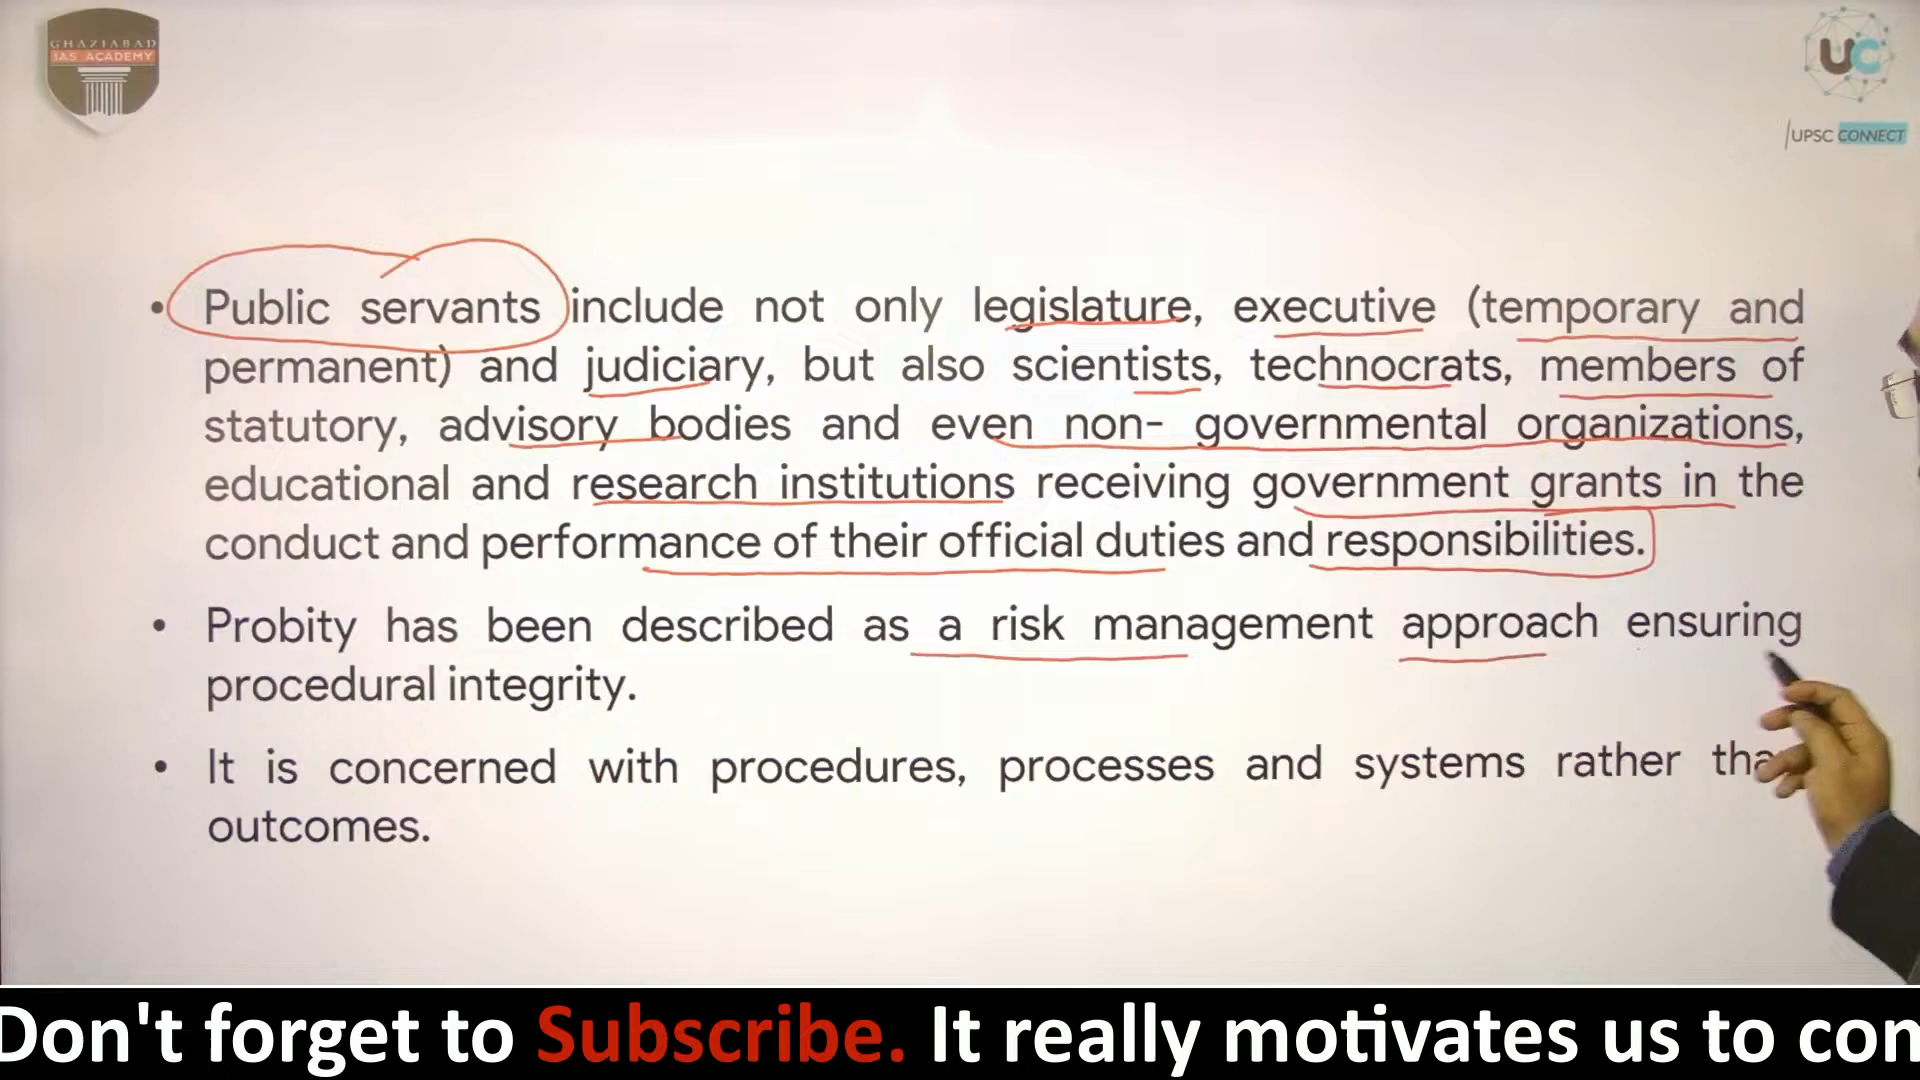 GHAZIABAD
IAS ACADEMY
UC
UPSC CONNECT
• Public servants include not only legislature, executive (temporary and
permanent) and judiciary, but also scientists, technocrats, members of
statutory, advisory bodies and even non- governmental organizations,
educational and research institutions receiving government grants in the
conduct and performance of their official duties and responsibilities.
• Probity has been described as a risk management approach ensuring
procedural integrity.
• It is concerned with procedures, processes and systems rather tha
outcomes.
Don't forget to Subscribe. It really motivates us to con